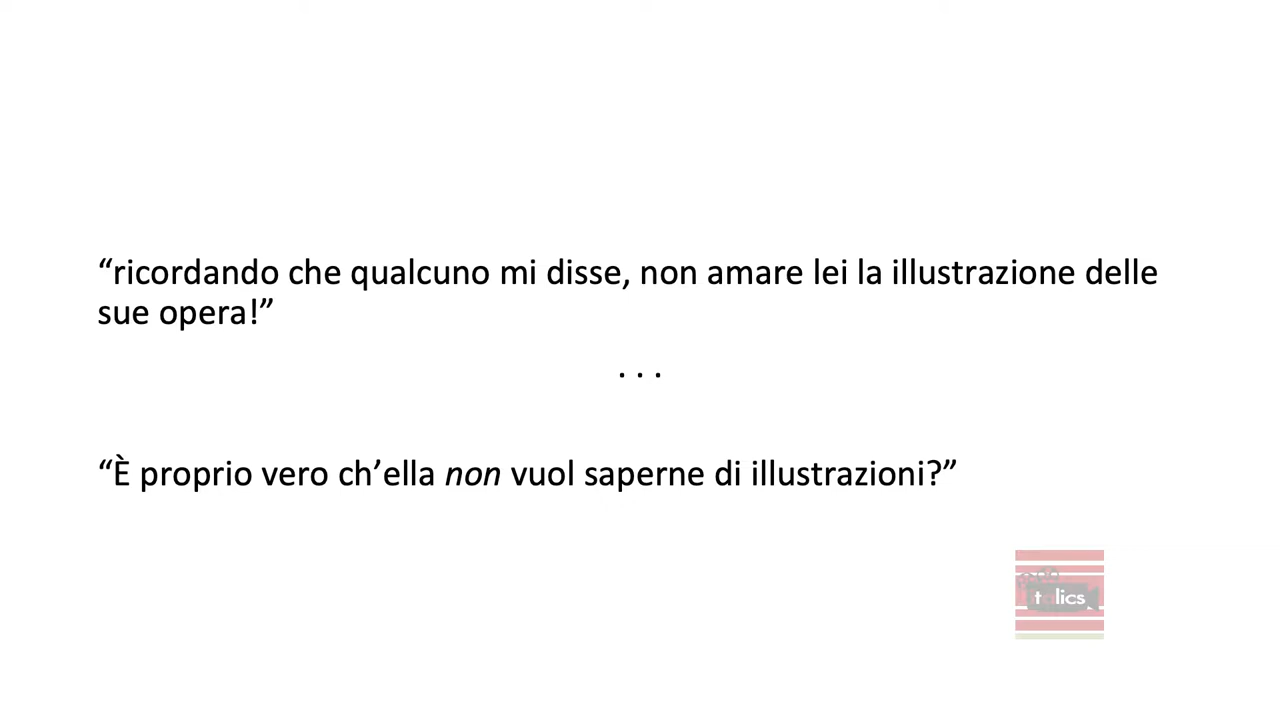 “ricordando che qualcuno mi disse, non amare lei la illustrazione delle
sue opera!”
. . .
“È proprio vero ch’ella non vuol saperne di illustrazioni?”
italics